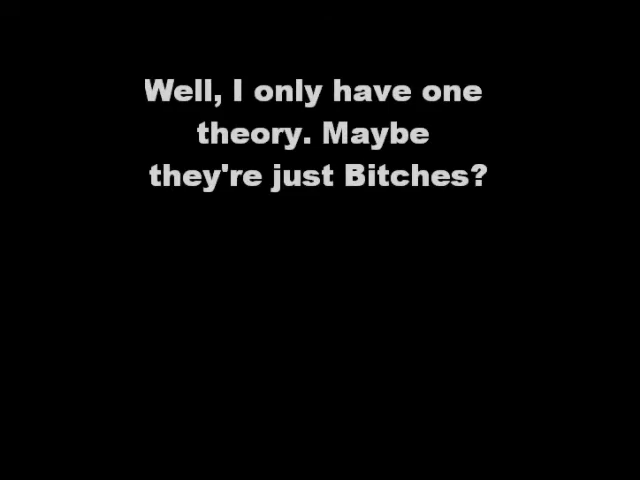 Well, I only have one
theory. Maybe
they're just Bitches?